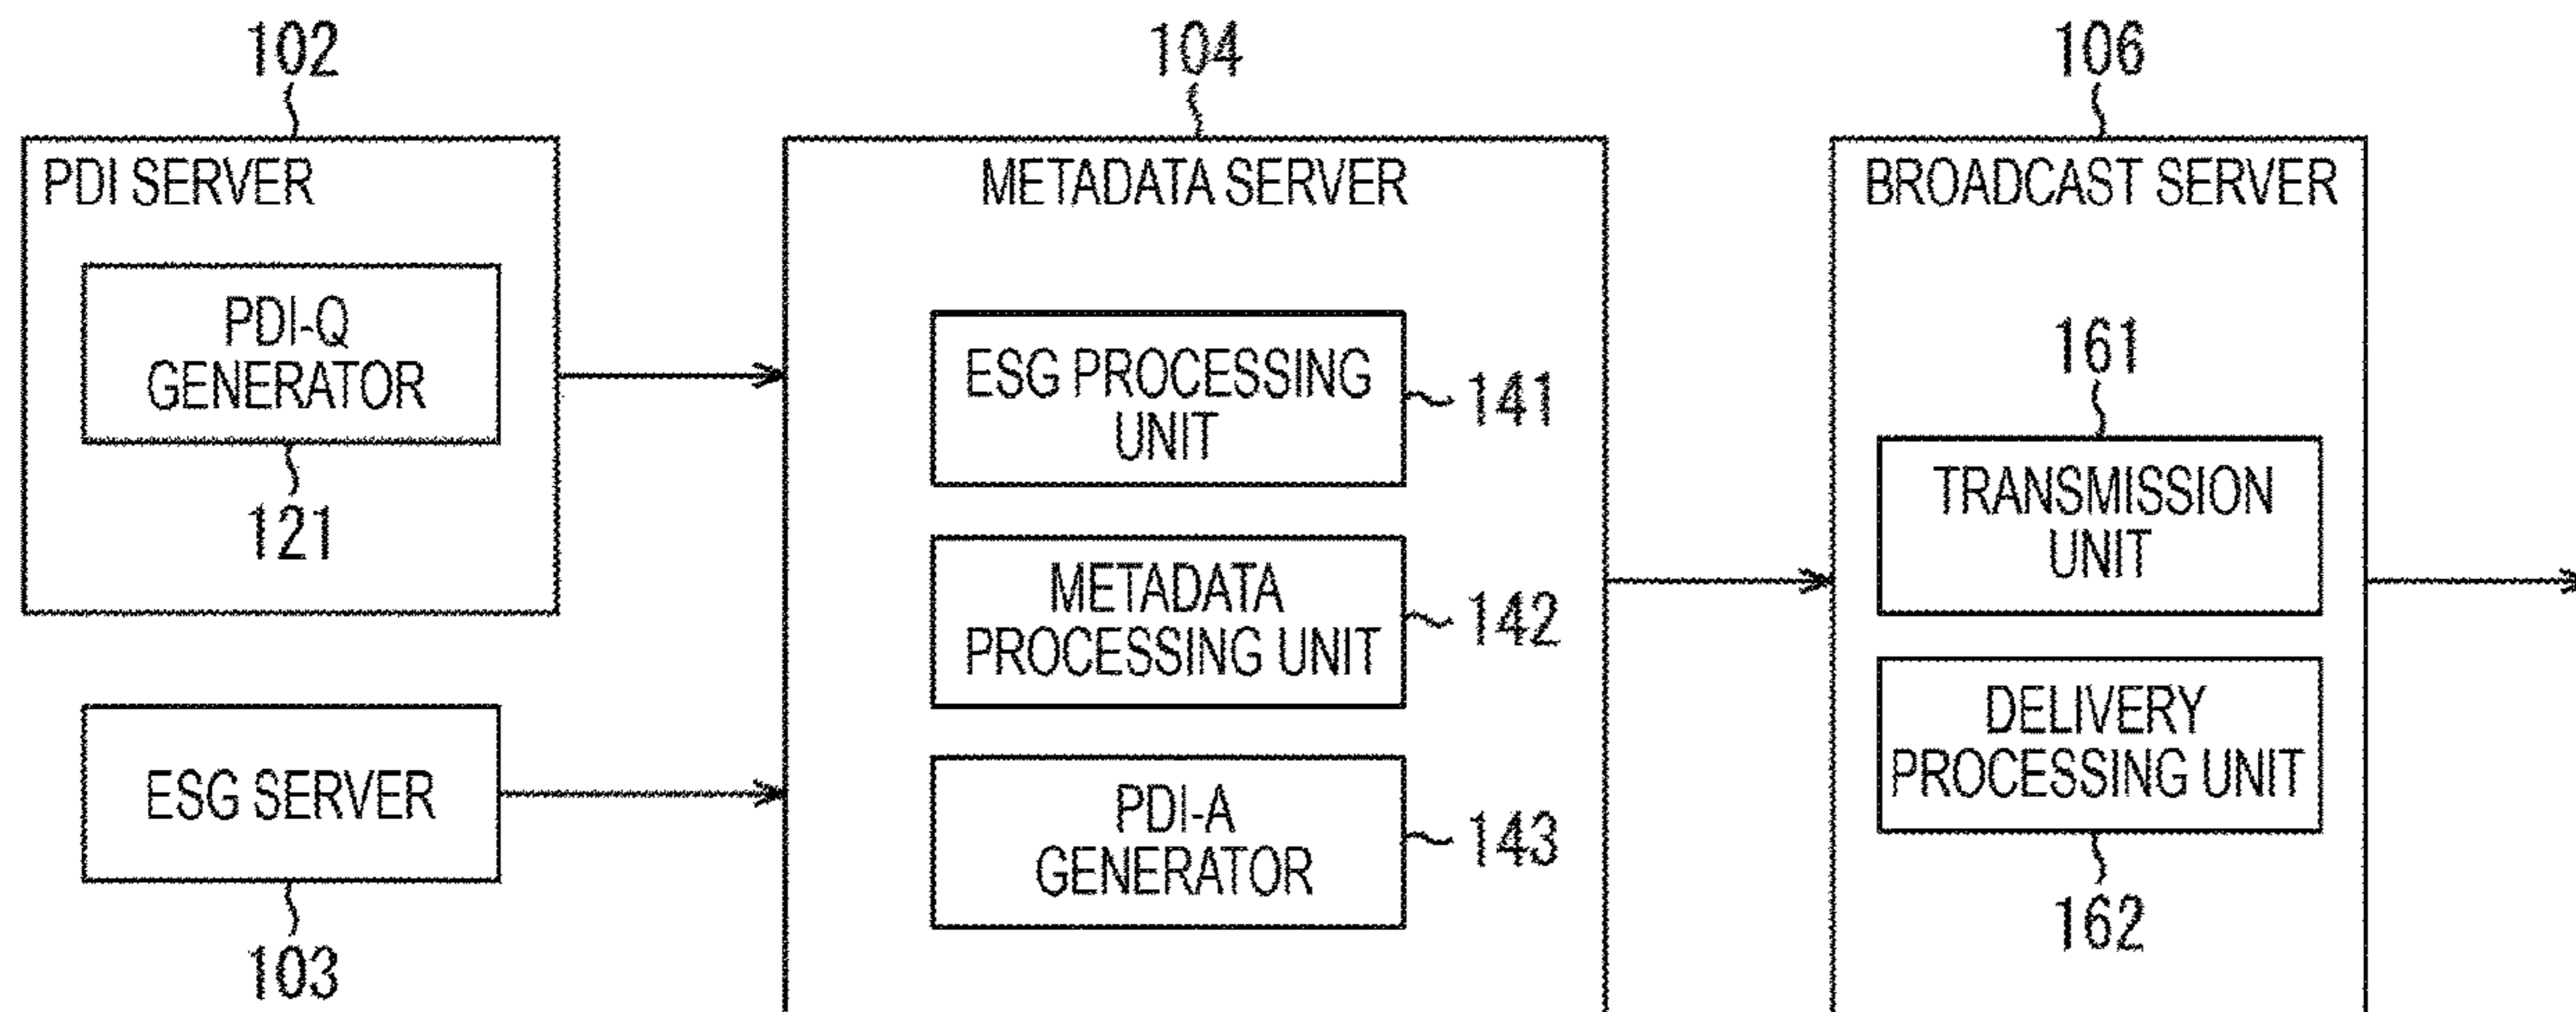 102
104
106
PDI SERVER
METADATA SERVER
BROADCAST SERVER
PDI-Q
GENERATOR
121
ESG PROCESSING
UNIT
141
161
TRANSMISSION
UNIT
METADATA
PROCESSING UNIT
142
ESG SERVER
103
PDI-A
GENERATOR
143
DELIVERY
PROCESSING UNIT
162